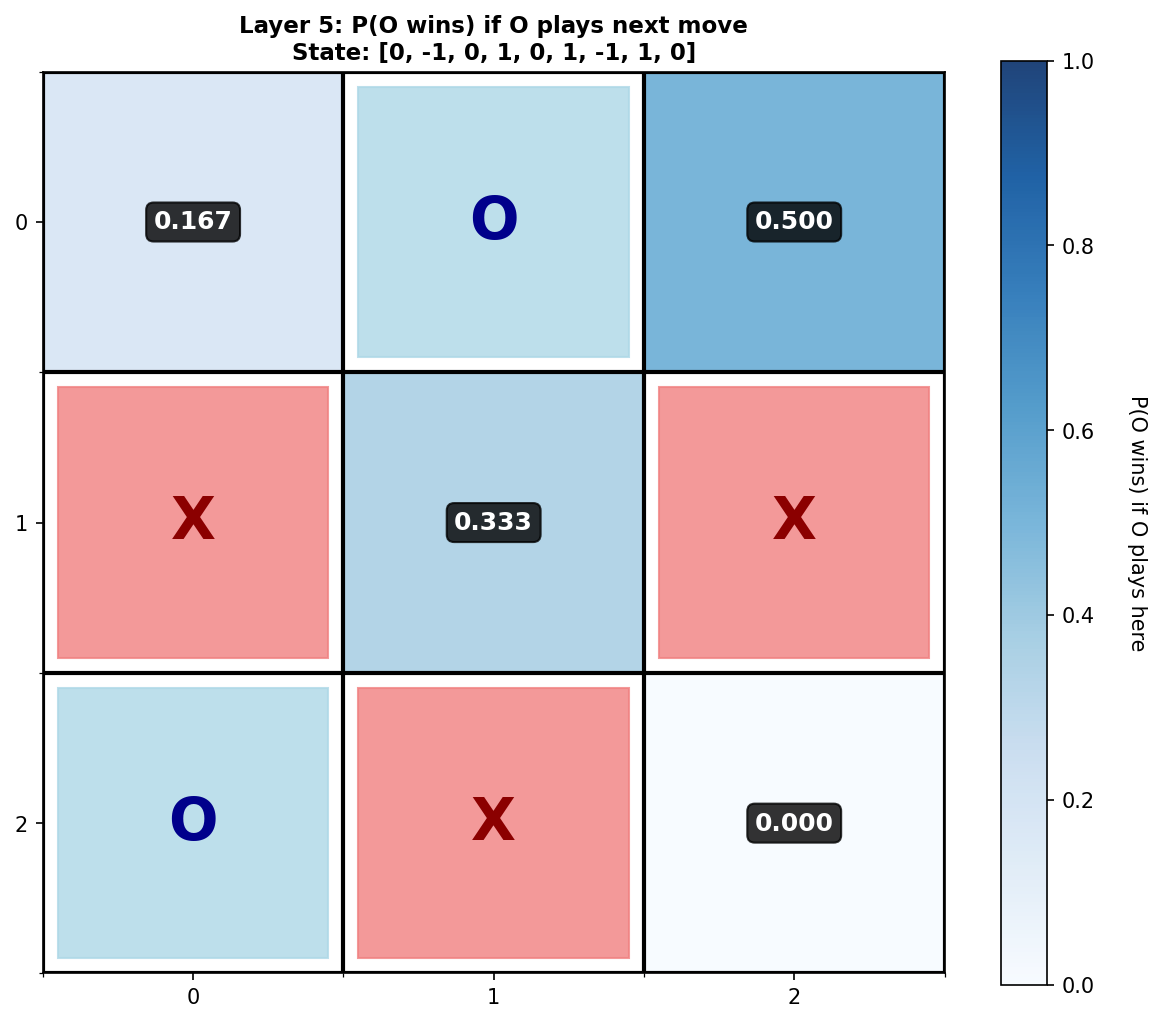 Layer 5: P(O wins) if O plays next move
State: [0, -1, 0, 1, 0, 1, -1, 1, 0]
0
0.167
O
0.500
1
X
0.333
X
2
O
X
0.000
0
1
2
1.0
0.8
0.6
0.4
0.2
0.0
P(O wins) if O plays here